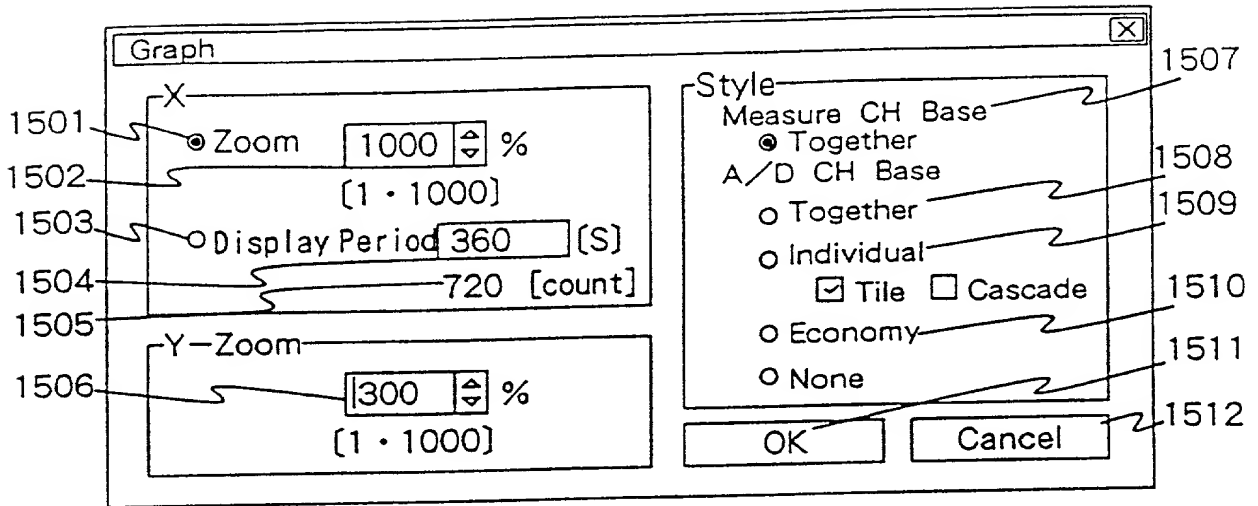 Graph
X
1501
Zoom 1000 %
1502
[1・1000]
1503
Display Period 360 [S]
1504
720 [count]
1505
Y-Zoom
1506
300 %
[1・1000]
Style
1507
Measure CH Base
Together
A/D CH Base
1508
Together
1509
Individual
Tile Cascade
1510
Economy
1511
None
OK Cancel
1512